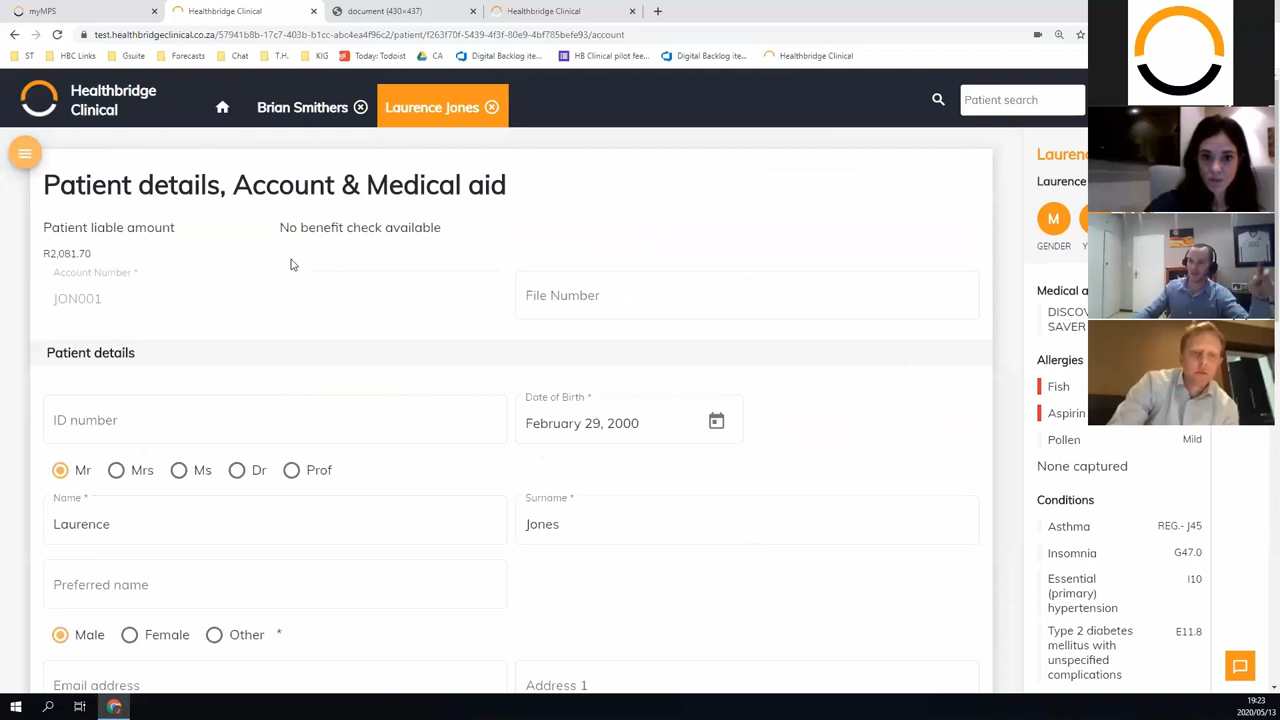 myMPS
Healthbridge Clinical
document (430×437)
Healthbridge Clinical
test.healthbridgeclinical.co.za/57941b8b-17c7-403b-b1cc-abc4ea4f96c2/patient/f263f70f-5439-4f3f-80e9-4bf785befe93/account
ST
HBC Links
Gsuite
Forecasts
Chat
T.H.
KIG
Today: Todoist
CA
Digital Backlog ite...
HB Clinical pilot fee...
Digital Backlog ite...
Healthbridge Clinical
Healthbridge
Clinical
Brian Smithers
Laurence Jones
Patient search
Patient details, Account & Medical aid
Patient liable amount
No benefit check available
R2,081.70
Account Number *
JON001
File Number
Patient details
ID number
Date of Birth *
February 29, 2000
Mr
Mrs
Ms
Dr
Prof
Name *
Laurence
Surname *
Jones
Preferred name
Male
Female
Other *
Email address
Address 1
Laurenc
Laurence
M
GENDER
Y
Medical a
DISCOV
SAVER
Allergies
Fish
Aspirin
Pollen
Mild
None captured
Conditions
Asthma
REG.- J45
Insomnia
G47.0
Essential
(primary)
hypertension
I10
Type 2 diabetes
mellitus with
unspecified
complications
E11.8
19:23
2020/05/13